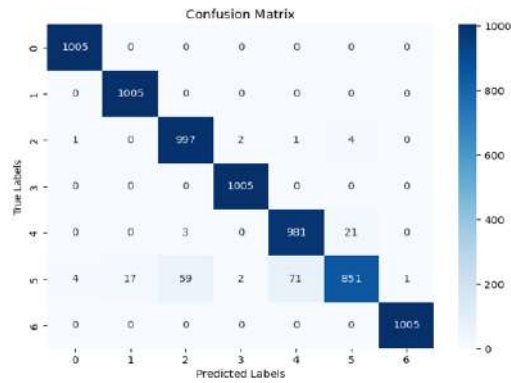 Confusion Matrix
0 1005 0 0 0 0 0 0
1 0 1005 0 0 0 0 0
2 1 0 997 2 1 4 0
3 0 0 0 1005 0 0 0
4 0 0 3 0 981 21 0
5 4 17 59 2 71 851 1
6 0 0 0 0 0 0 1005
0 1 2 3 4 5 6
Predicted Labels
True Labels
1000
800
600
400
200
0